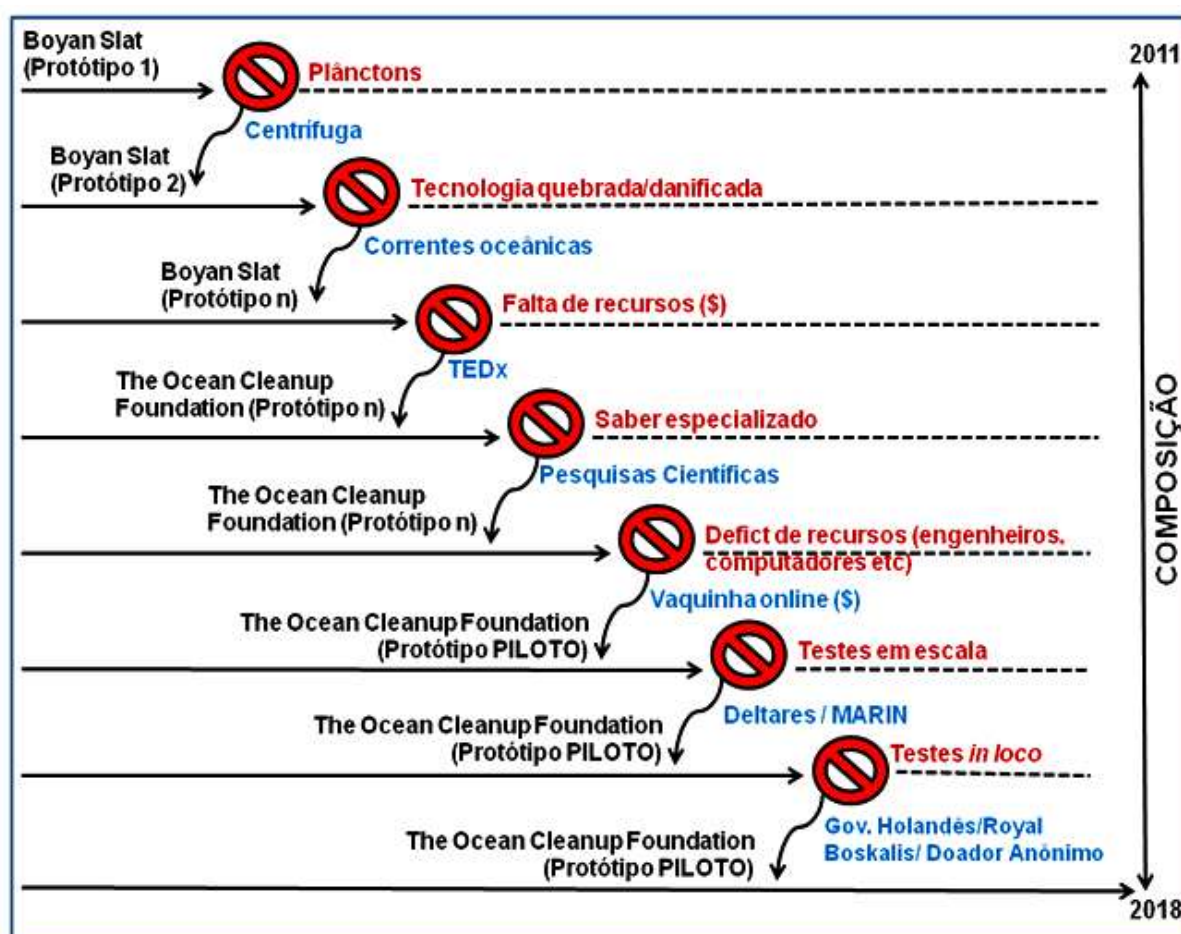 Boyan Slat
(Protótipo 1)
2011
Plânctons
Centrífuga
Boyan Slat
(Protótipo 2)
Tecnologia quebrada/danificada
Correntes oceânicas
Boyan Slat
(Protótipo n)
Falta de recursos ($)
TEDx
The Ocean Cleanup
Foundation (Protótipo n)
Saber especializado
Pesquisas Científicas
The Ocean Cleanup
Foundation (Protótipo n)
Defict de recursos (engenheiros,
computadores etc)
Vaquinha online ($)
The Ocean Cleanup Foundation
(Protótipo PILOTO)
Testes em escala
Deltares / MARIN
The Ocean Cleanup Foundation
(Protótipo PILOTO)
Testes in loco
Gov. Holandês/Royal
Boskalis/ Doador Anônimo
The Ocean Cleanup Foundation
(Protótipo PILOTO)
COMPOSIÇÃO
2018